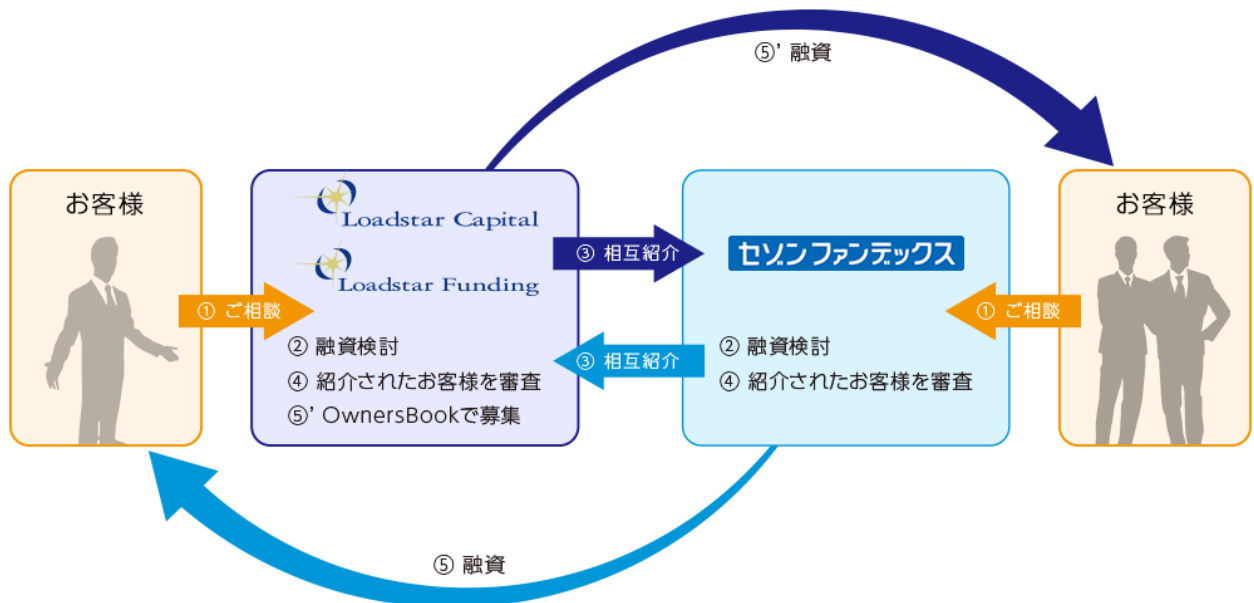 ⑤’ 融資
お客様
① ご相談
Loadstar Capital
Loadstar Funding
② 融資検討
④ 紹介されたお客様を審査
⑤’ OwnersBookで募集
③ 相互紹介
③ 相互紹介
セゾンファンデックス
② 融資検討
④ 紹介されたお客様を審査
① ご相談
お客様
⑤ 融資